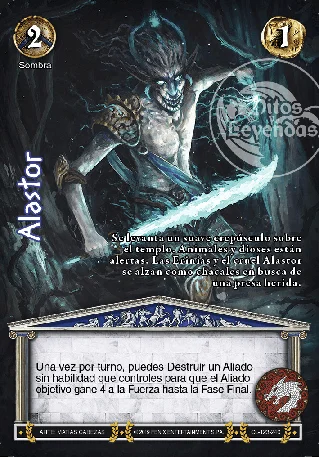 2
1
Sombra
Mitos
y
Leyendas
Alastor
Se levanta un suave crepúsculo sobre
el templo. Animales y dioses están
alertas. Las Erinias y el cruel Alastor
se alzan como chacales en busca de
una presa herida.
Una vez por turno, puedes Destruir un Aliado
sin habilidad que controles para que el Aliado
objetivo gane 4 a la Fuerza hasta la Fase Final.
ARTE: MATIAS CABEZAS